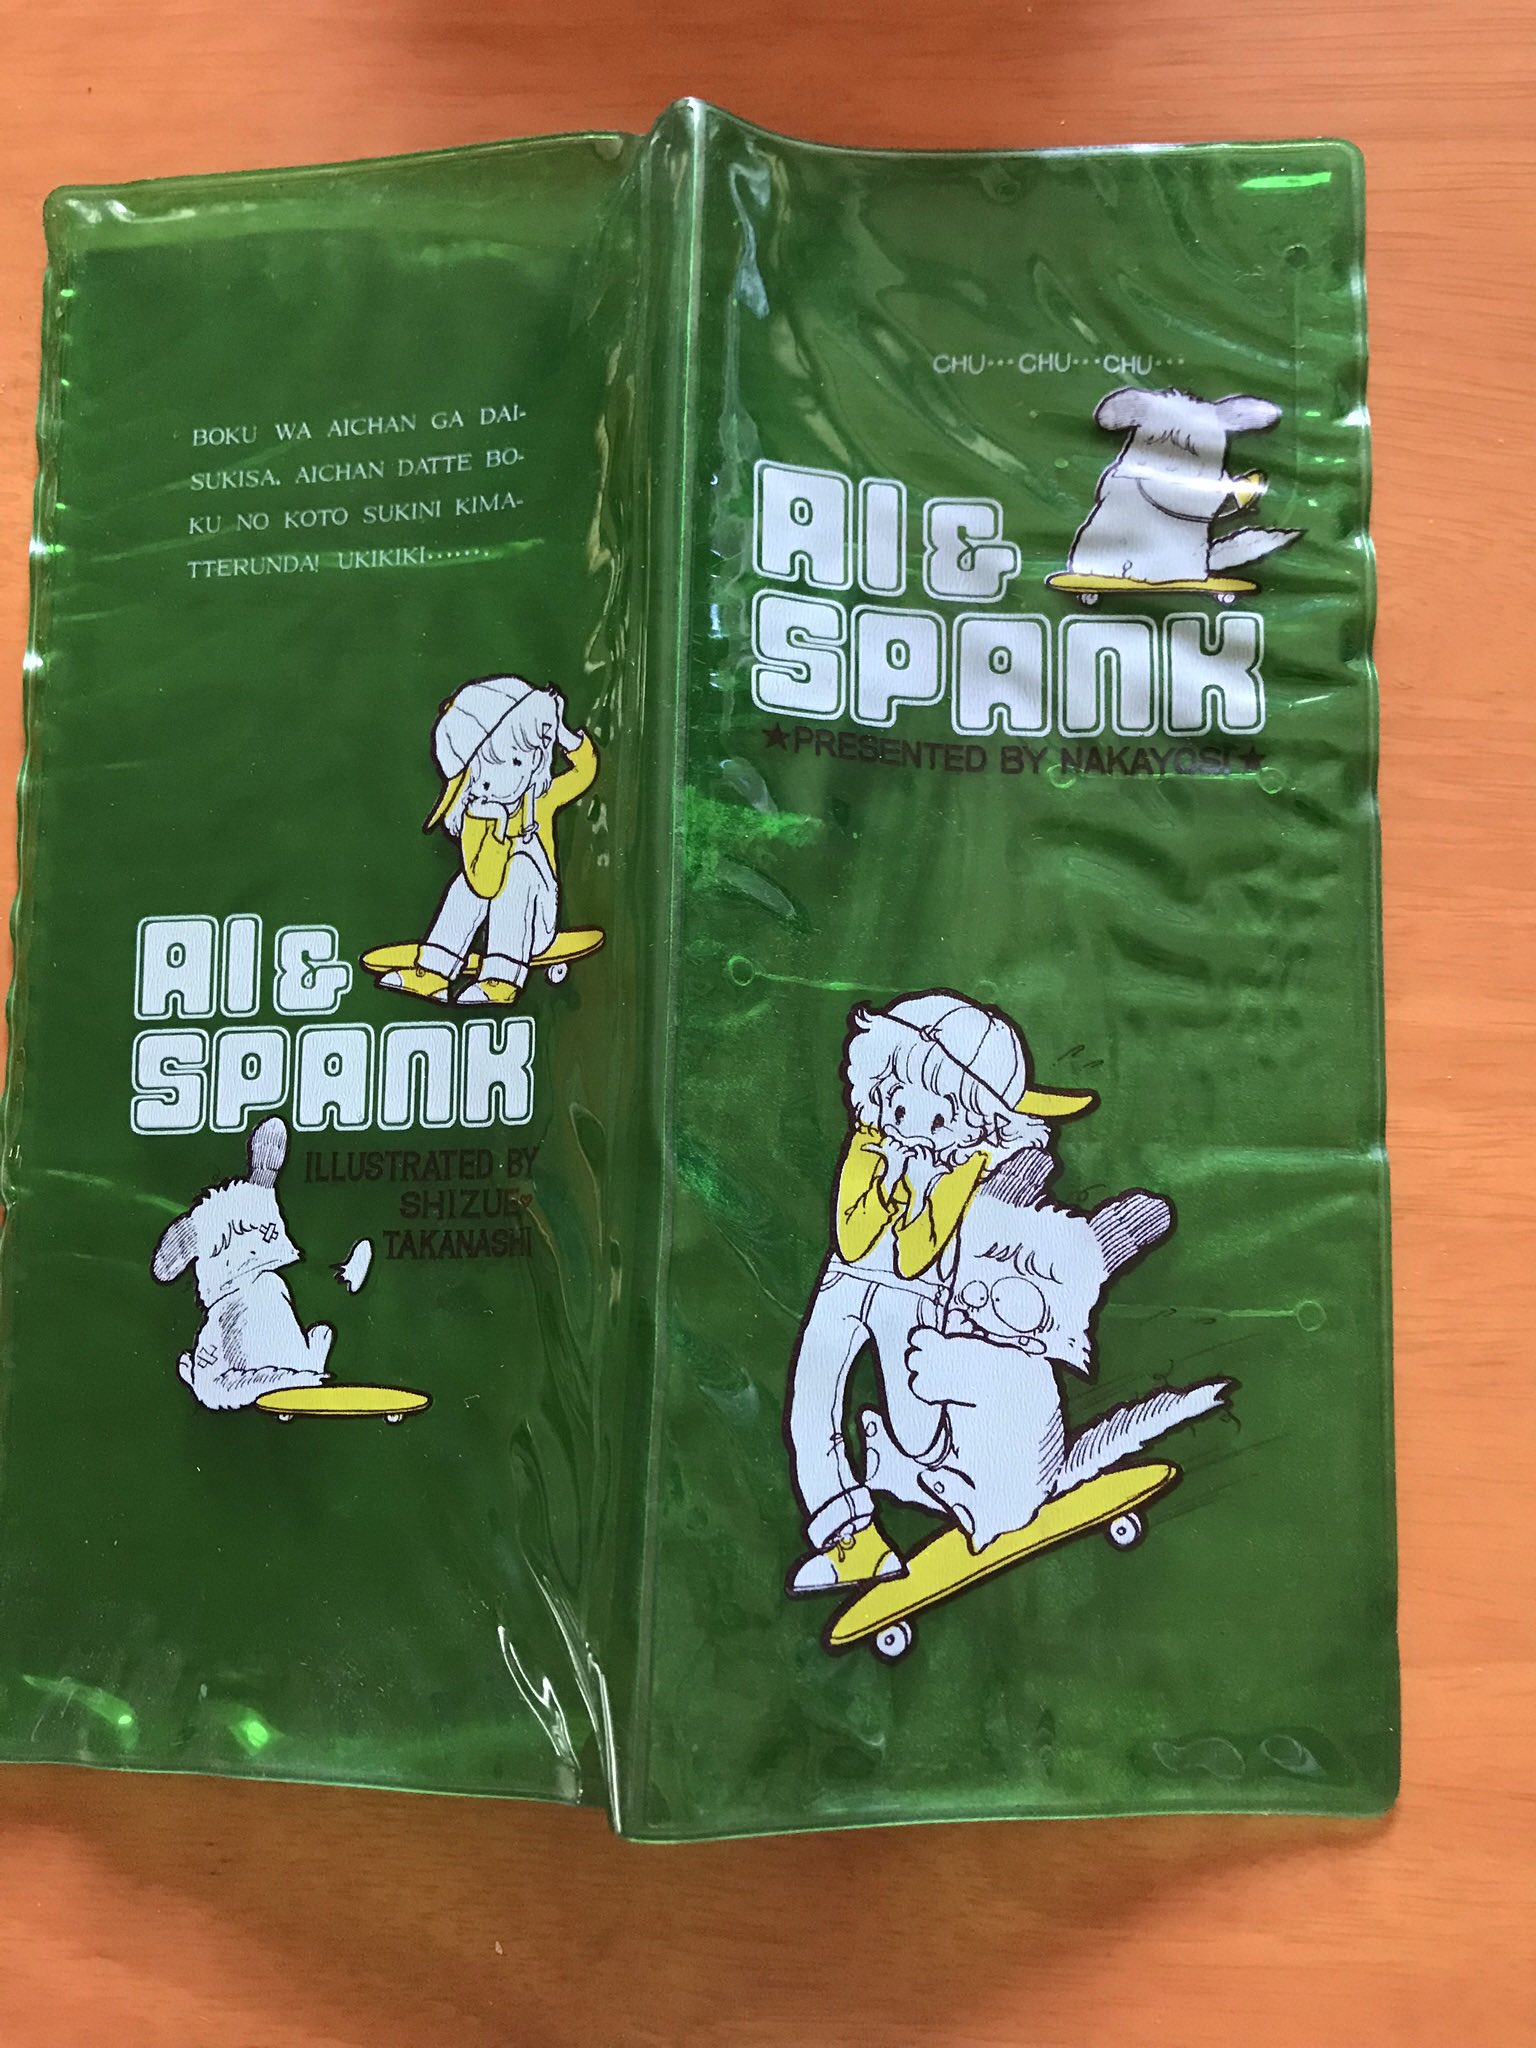 BOKU WA AICHAN GA DAI-
SUKISA. AICHAN DATTE BO-
KU NO KOTO SUKINI KIMA-
TTERUNDA! UKIKIKI·······
AI &
SPANK
ILLUSTRATED BY
SHIZUE♥
TAKANASHI
CHU···CHU···CHU···
AI &
SPANK
★PRESENTED BY NAKAYOSI★